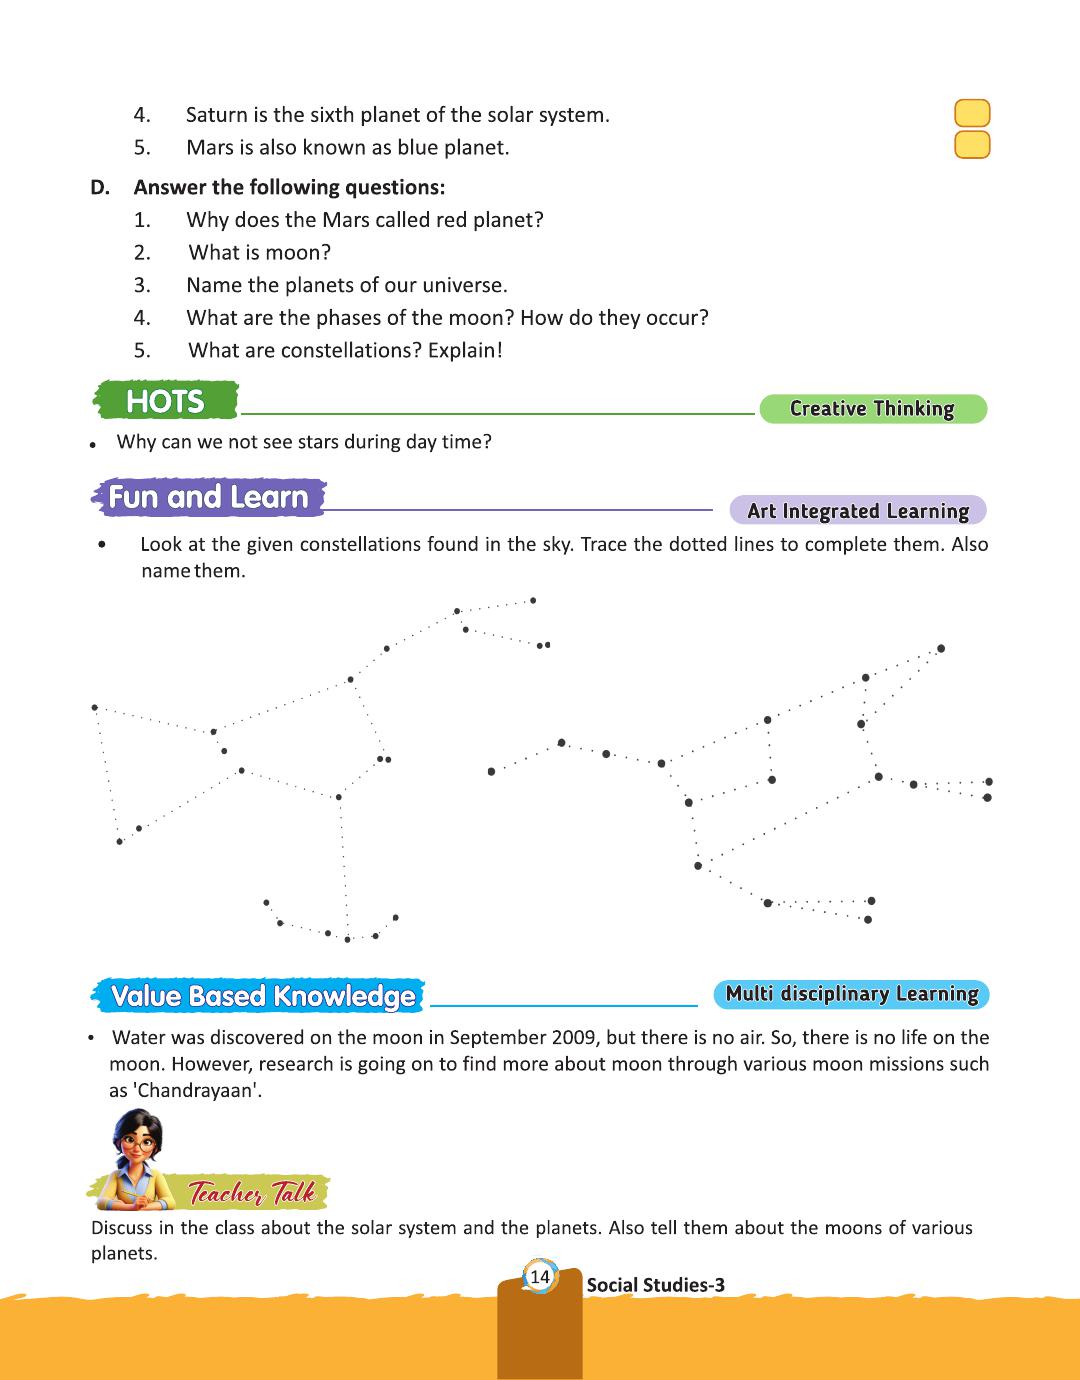 4. Saturn is the sixth planet of the solar system.
5. Mars is also known as blue planet.
D. Answer the following questions:
1. Why does the Mars called red planet?
2. What is moon?
3. Name the planets of our universe.
4. What are the phases of the moon? How do they occur?
5. What are constellations? Explain!
HOTS
Creative Thinking
• Why can we not see stars during day time?
Fun and Learn
Art Integrated Learning
• Look at the given constellations found in the sky. Trace the dotted lines to complete them. Also
name them.
Value Based Knowledge
Multi disciplinary Learning
• Water was discovered on the moon in September 2009, but there is no air. So, there is no life on the
moon. However, research is going on to find more about moon through various moon missions such
as 'Chandrayaan'.
Teacher Talk
Discuss in the class about the solar system and the planets. Also tell them about the moons of various
planets.
14
Social Studies-3